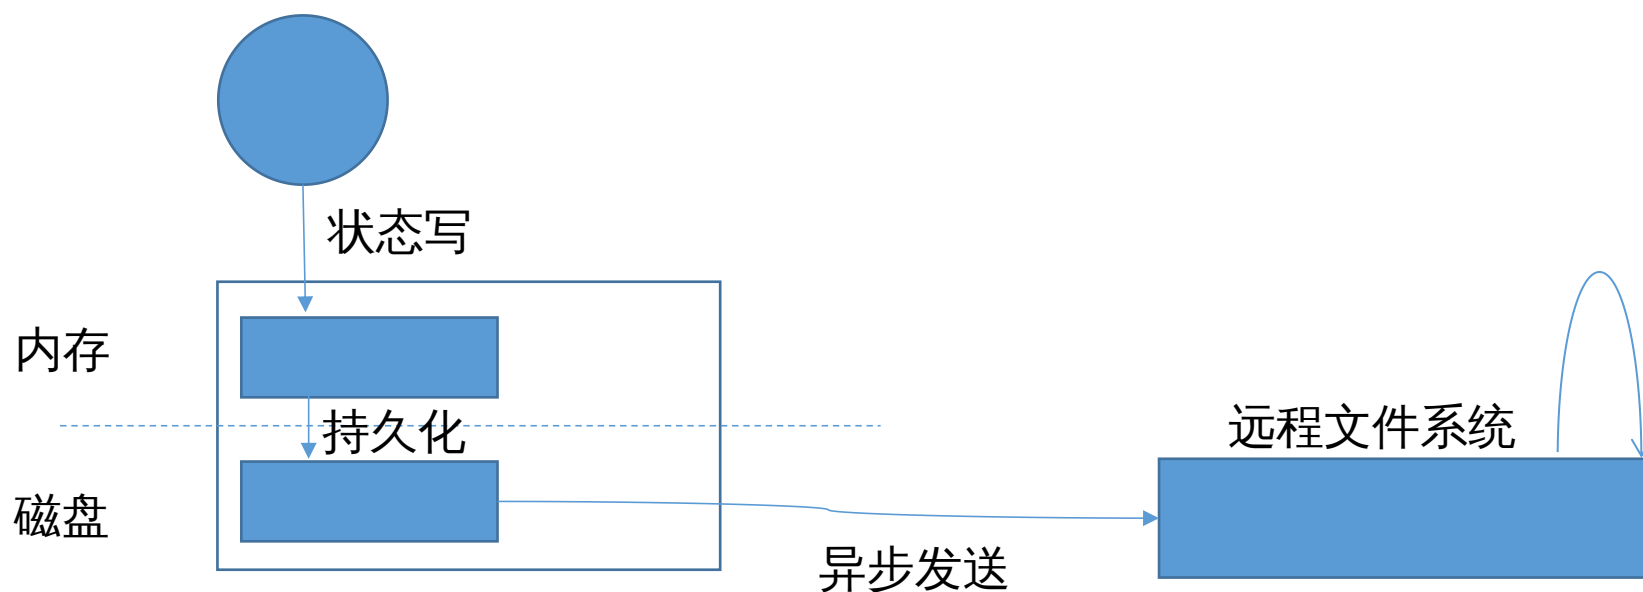 状态写
内存
持久化
远程文件系统
磁盘
异步发送